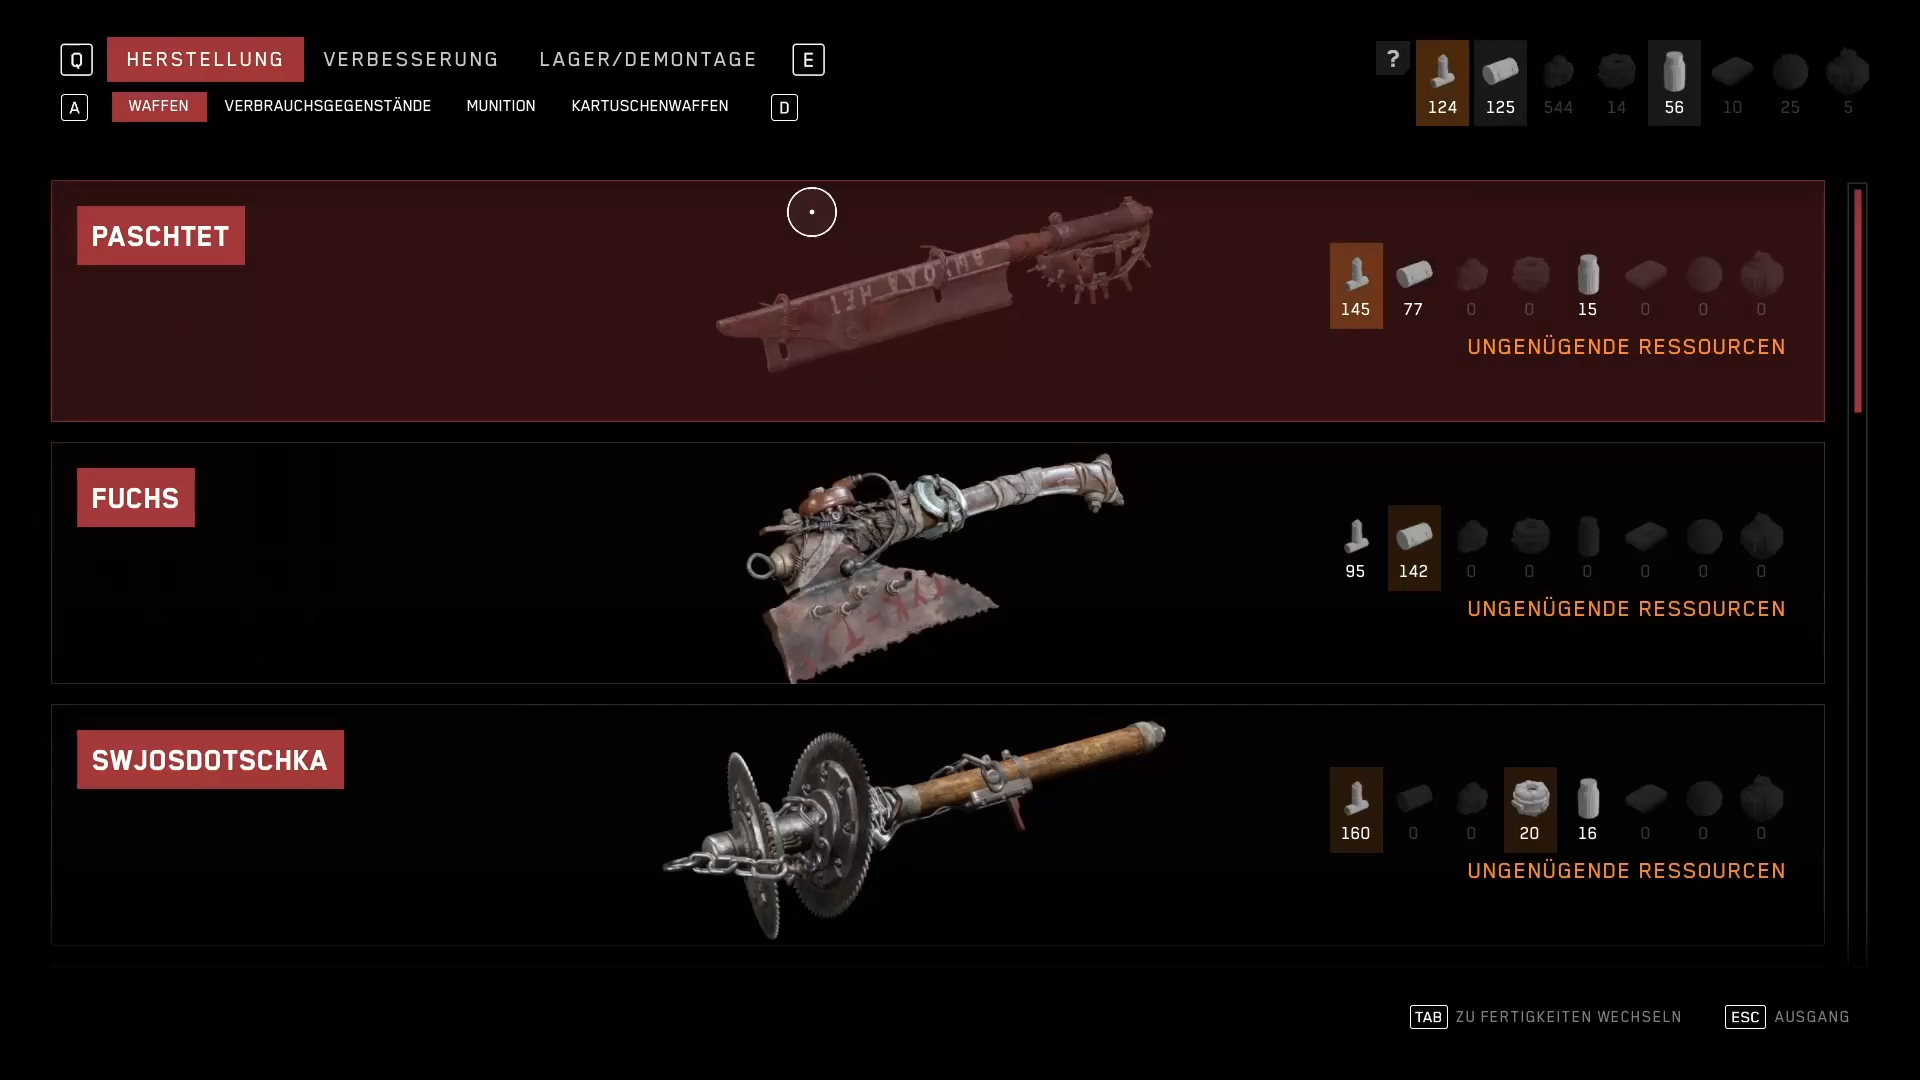 Q HERSTELLUNG VERBESSERUNG LAGER/DEMONTAGE E
A WAFFEN VERBRAUCHSGEGENSTÄNDE MUNITION KARTUSCHENWAFFEN D
?
124 125 544 14 56 10 25 5
PASCHTET
145 77 0 0 15 0 0 0
UNGENÜGENDE RESSOURCEN
FUCHS
95 142 0 0 0 0 0 0
UNGENÜGENDE RESSOURCEN
SWJOSDOTSCHKA
160 0 0 20 16 0 0 0
UNGENÜGENDE RESSOURCEN
TAB ZU FERTIGKEITEN WECHSELN ESC AUSGANG